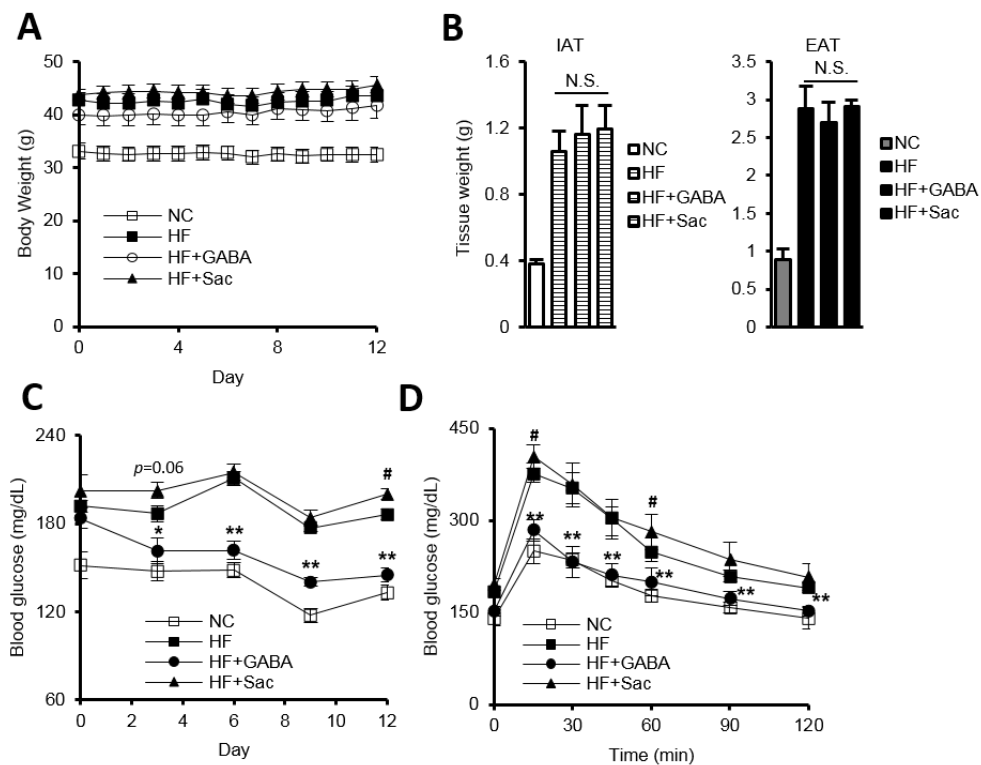 A
50
40
30
20
10
0
Body Weight (g)
NC
HF
HF+GABA
HF+Sac
0 4 8 12
Day
B
IAT
1.6
1.2
0.8
0.4
0
Tissue weight (g)
N.S.
NC
HF
HF+GABA
HF+Sac
EAT
3.5
3
2.5
2
1.5
1
0.5
0
N.S.
NC
HF
HF+GABA
HF+Sac
C
240
180
120
60
Blood glucose (mg/dL)
p=0.06
#
* ** ** **
NC
HF
HF+GABA
HF+Sac
0 2 4 6 8 10 12
Day
D
450
300
150
0
Blood glucose (mg/dL)
# #
** ** ** ** ** **
NC
HF
HF+GABA
HF+Sac
0 30 60 90 120
Time (min)